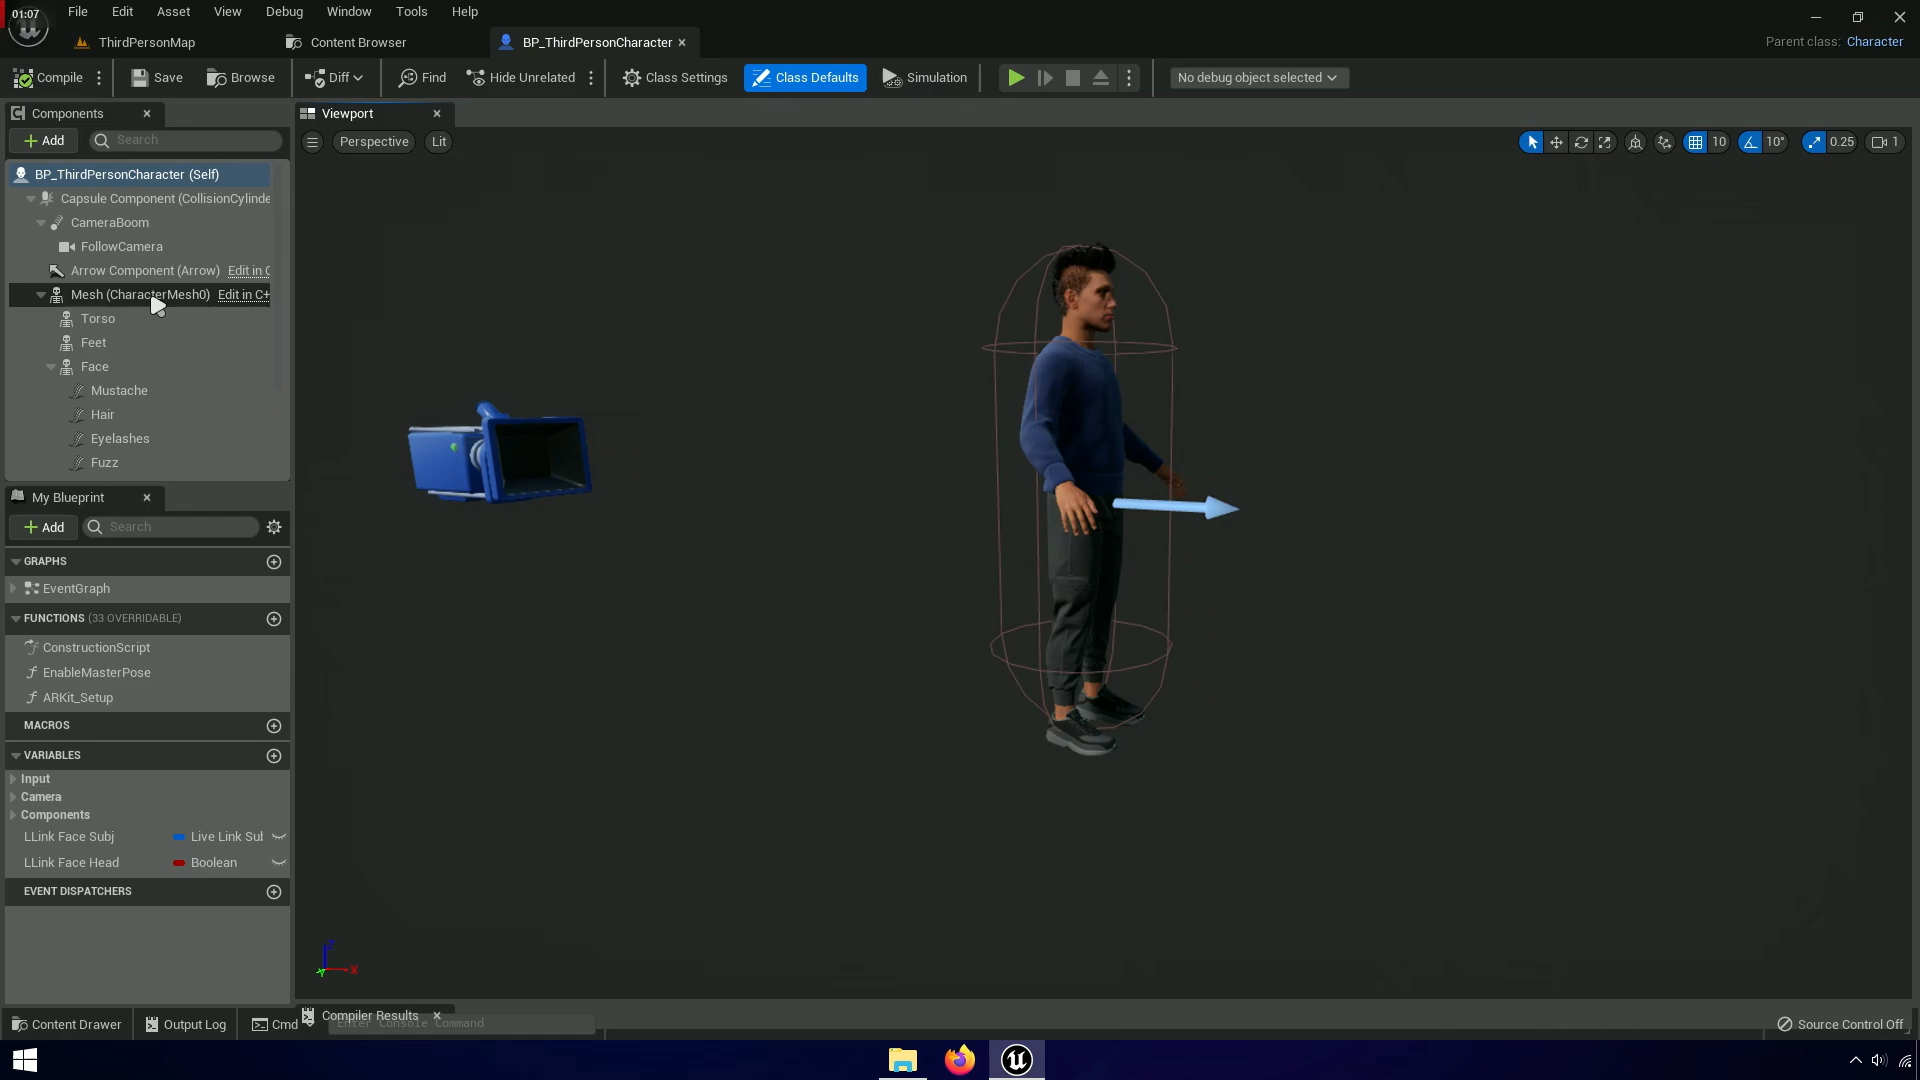 01:07
File Edit Asset View Debug Window Tools Help
ThirdPersonMap Content Browser BP_ThirdPersonCharacter
Parent class: Character
Compile Save Browse Diff Find Hide Unrelated Class Settings Class Defaults Simulation No debug object selected
Components Viewport
Add Search Perspective Lit 10 10° 0.25 1
BP_ThirdPersonCharacter (Self)
Capsule Component (CollisionCylinde
CameraBoom
FollowCamera
Arrow Component (Arrow) Edit in C
Mesh (CharacterMesh0) Edit in C+
Torso
Feet
Face
Mustache
Hair
Eyelashes
Fuzz
My Blueprint
Add Search
GRAPHS
EventGraph
FUNCTIONS (33 OVERRIDABLE)
ConstructionScript
EnableMasterPose
ARKit_Setup
MACROS
VARIABLES
Input
Camera
Components
LLink Face Subj Live Link Sub
LLink Face Head Boolean
EVENT DISPATCHERS
Z
X
Compiler Results
Content Drawer Output Log Cmd Enter Console Command Source Control Off